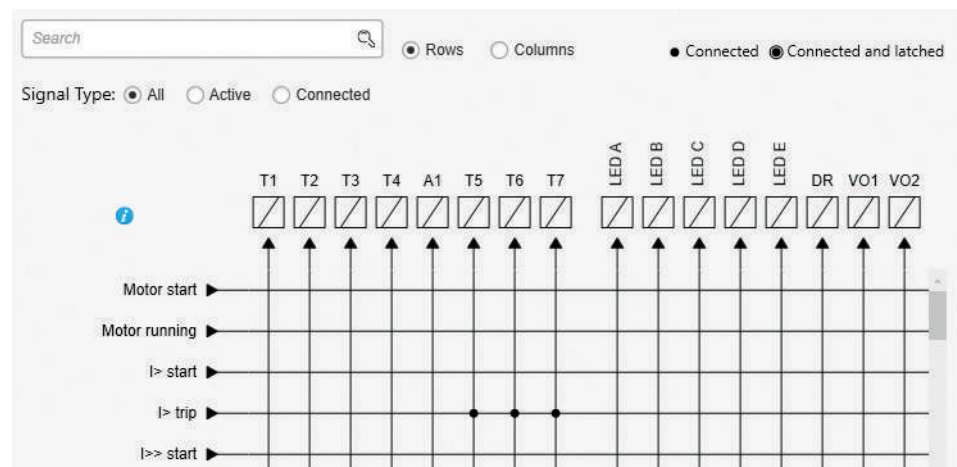 Search
Rows Columns Connected Connected and latched
Signal Type: All Active Connected
T1 T2 T3 T4 A1 T5 T6 T7 LED A LED B LED C LED D LED E DR VO1 VO2
i
Motor start
Motor running
I> start
I> trip
I>> start